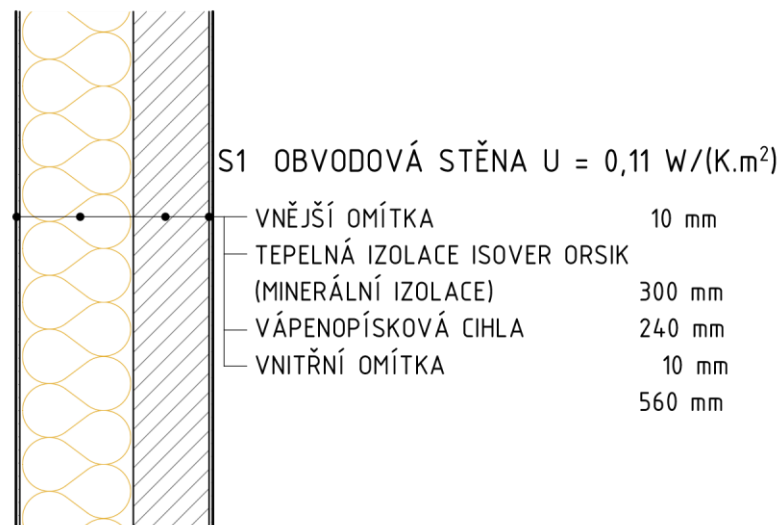 S1 OBVODOVÁ STĚNA U = 0,11 W/(K.m²)
VNĚJŠÍ OMÍTKA 10 mm
TEPELNÁ IZOLACE ISOVER ORSIK
(MINERÁLNÍ IZOLACE) 300 mm
VÁPENOPÍSKOVÁ CIHLA 240 mm
VNITŘNÍ OMÍTKA 10 mm
560 mm